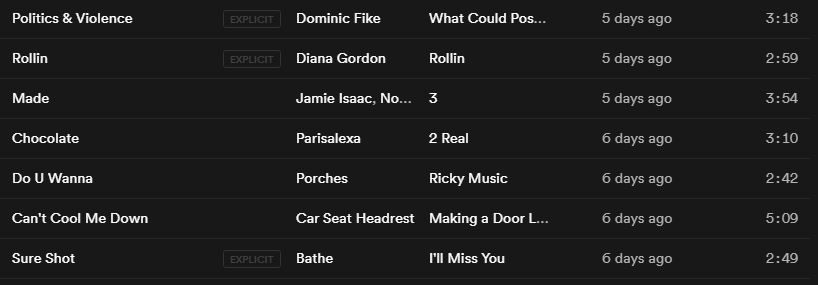 Politics & Violence EXPLICIT Dominic Fike What Could Pos... 5 days ago 3:18
Rollin EXPLICIT Diana Gordon Rollin 5 days ago 2:59
Made Jamie Isaac, No... 3 5 days ago 3:54
Chocolate Parisalexa 2 Real 6 days ago 3:10
Do U Wanna Porches Ricky Music 6 days ago 2:42
Can't Cool Me Down Car Seat Headrest Making a Door L... 6 days ago 5:09
Sure Shot EXPLICIT Bathe I'll Miss You 6 days ago 2:49